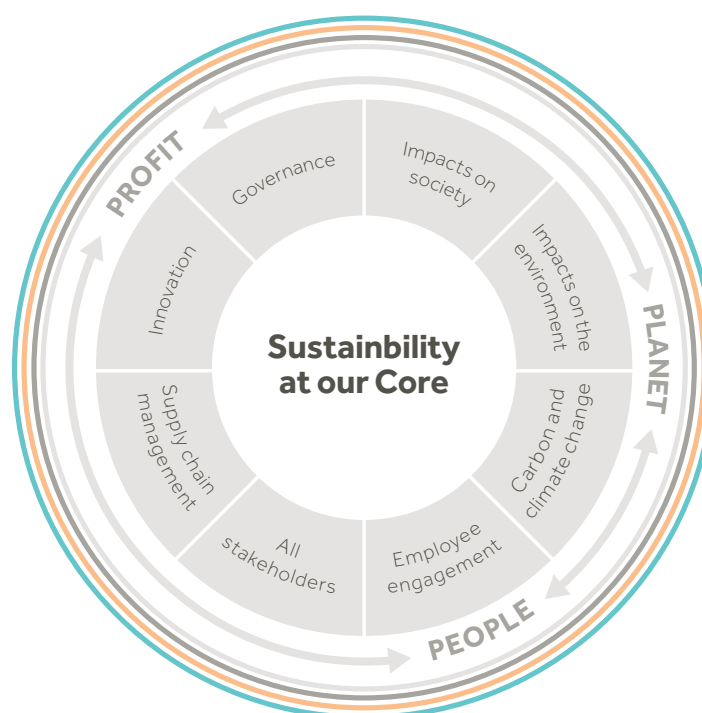 Sustainbility
at our Core
PROFIT
PLANET
PEOPLE
Governance
Impacts on
society
Impacts on the
environment
Carbon and
climate change
Employee
engagement
All
stakeholders
Supply chain
management
Innovation